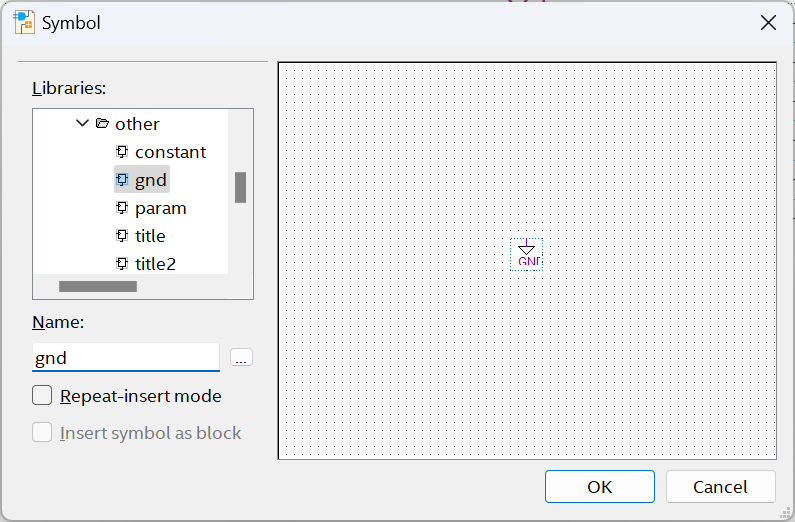 Symbol
Libraries:
other
constant
gnd
param
title
title2
Name:
gnd
...
Repeat-insert mode
Insert symbol as block
GND
OK
Cancel